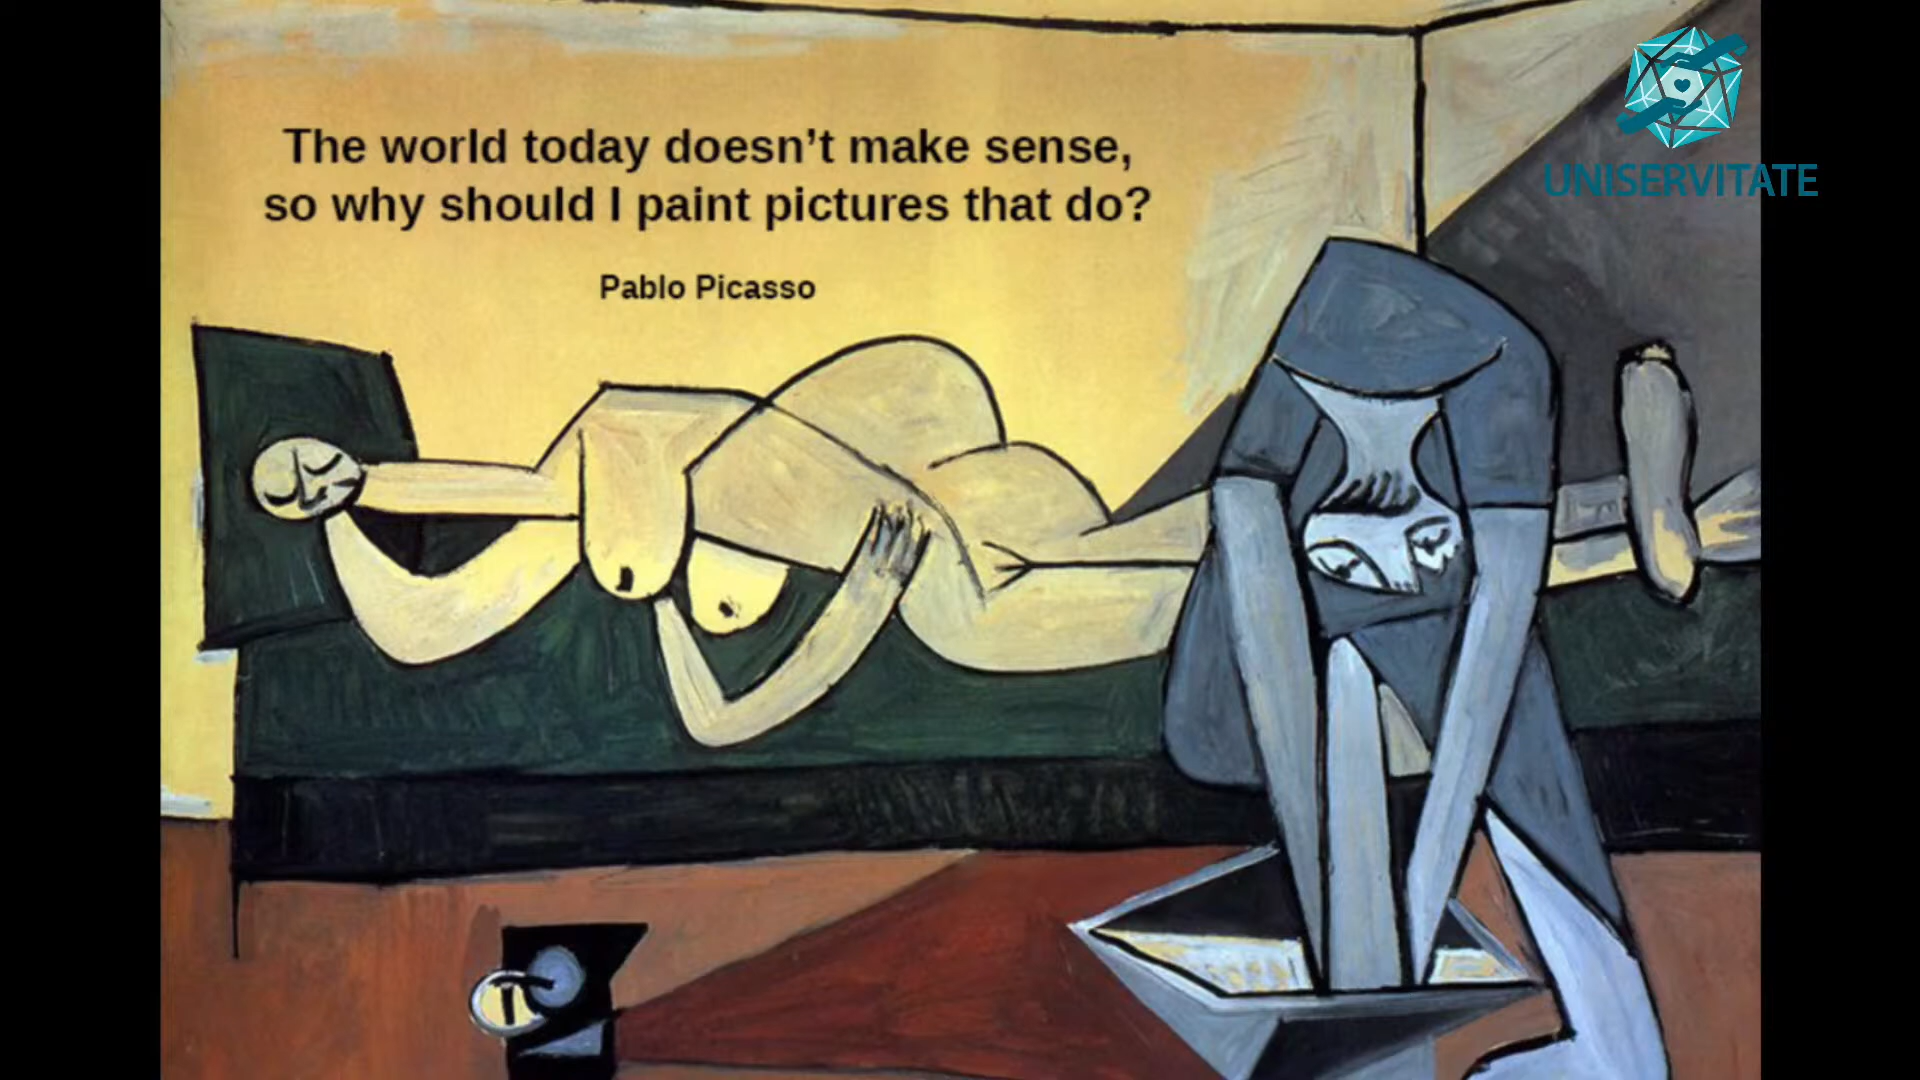 The world today doesn’t make sense,
so why should I paint pictures that do?
Pablo Picasso
UNISERVITATE